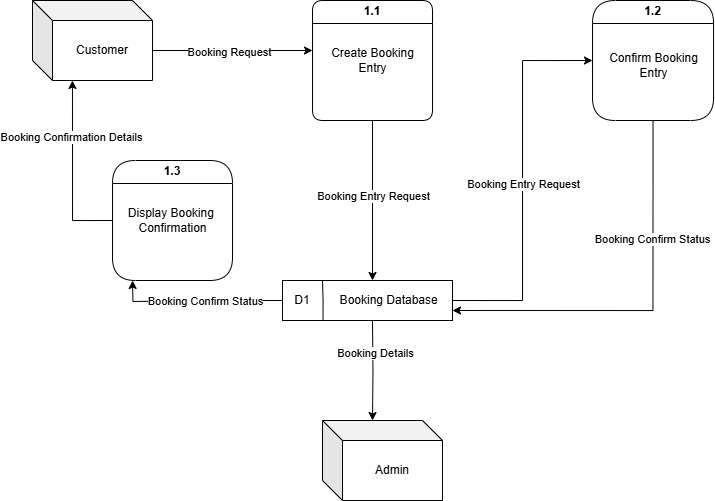 1.1
1.2
Customer
Booking Request
Create Booking
Entry
Confirm Booking
Entry
Booking Confirmation Details
1.3
Booking Entry Request
Booking Entry Request
Display Booking
Confirmation
Booking Confirm Status
Booking Confirm Status
D1
Booking Database
Booking Details
Admin